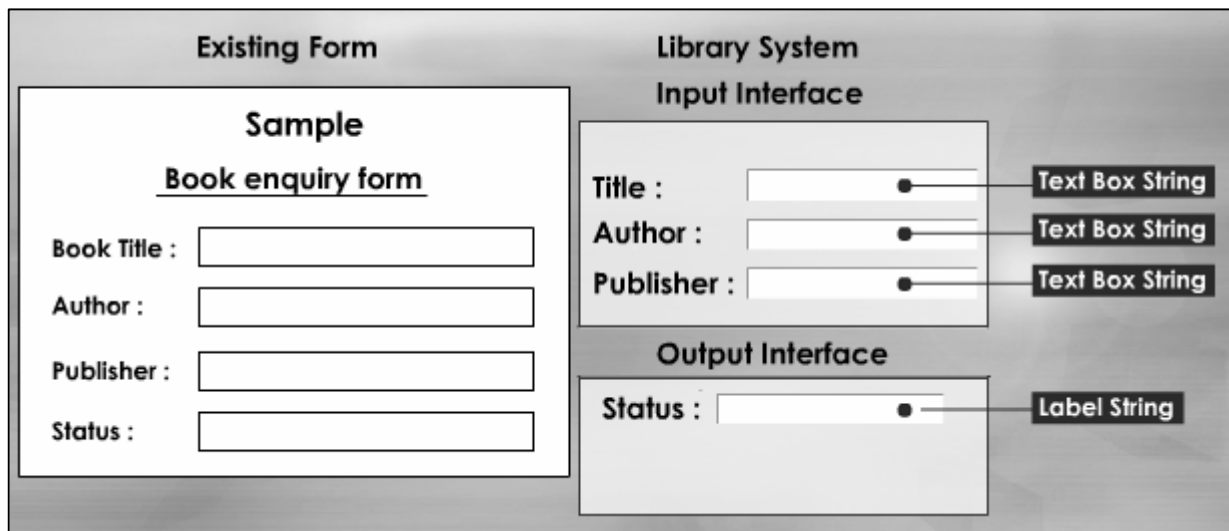 Existing Form
Sample
Book enquiry form
Book Title :
Author :
Publisher :
Status :
Library System
Input Interface
Title :
Text Box String
Author :
Text Box String
Publisher :
Text Box String
Output Interface
Status :
Label String